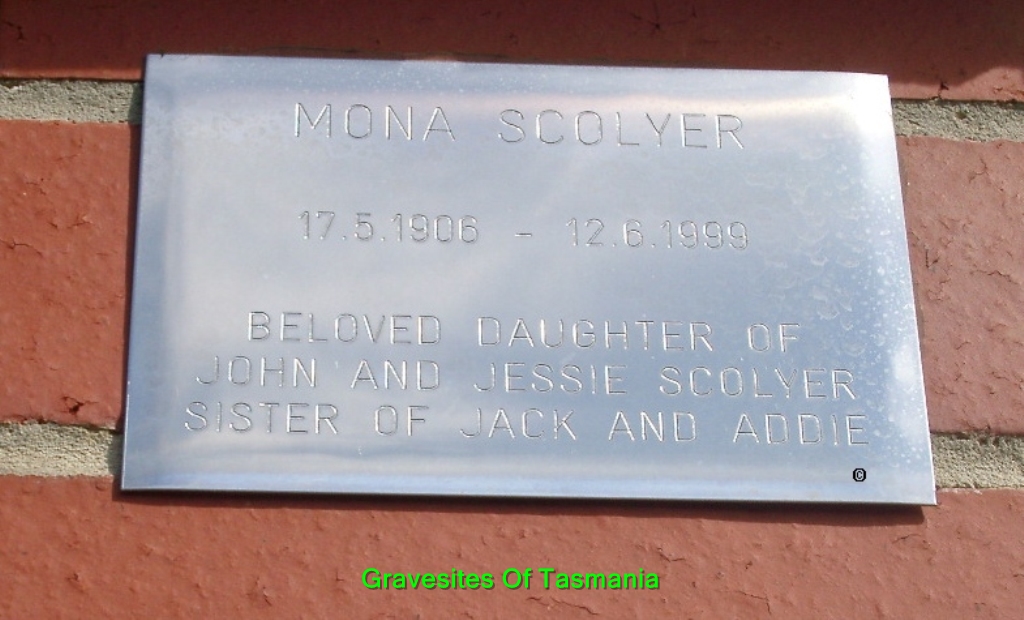 MONA SCOLYER
17.5.1906 - 12.6.1999
BELOVED DAUGHTER OF
JOHN AND JESSIE SCOLYER
SISTER OF JACK AND ADDIE
©
Gravesites Of Tasmania